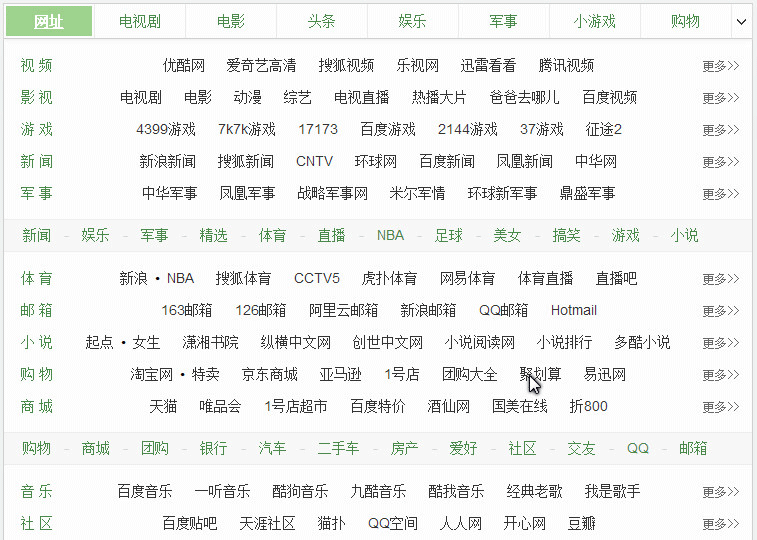 网址 电视剧 电影 头条 娱乐 军事 小游戏 购物
视频 优酷网 爱奇艺高清 搜狐视频 乐视网 迅雷看看 腾讯视频 更多>>
影视 电视剧 电影 动漫 综艺 电视直播 热播大片 爸爸去哪儿 百度视频 更多>>
游戏 4399游戏 7k7k游戏 17173 百度游戏 2144游戏 37游戏 征途2 更多>>
新闻 新浪新闻 搜狐新闻 CNTV 环球网 百度新闻 凤凰新闻 中华网 更多>>
军事 中华军事 凤凰军事 战略军事网 米尔军情 环球新军事 鼎盛军事 更多>>
新闻 - 娱乐 - 军事 - 精选 - 体育 - 直播 - NBA - 足球 - 美女 - 搞笑 - 游戏 - 小说
体育 新浪 • NBA 搜狐体育 CCTV5 虎扑体育 网易体育 体育直播 直播吧 更多>>
邮箱 163邮箱 126邮箱 阿里云邮箱 新浪邮箱 QQ邮箱 Hotmail 更多>>
小说 起点 • 女生 潇湘书院 纵横中文网 创世中文网 小说阅读网 小说排行 多酷小说 更多>>
购物 淘宝网 • 特卖 京东商城 亚马逊 1号店 团购大全 聚划算 易迅网 更多>>
商城 天猫 唯品会 1号店超市 百度特价 酒仙网 国美在线 折800 更多>>
购物 - 商城 - 团购 - 银行 - 汽车 - 二手车 - 房产 - 爱好 - 社区 - 交友 - QQ - 邮箱
音乐 百度音乐 一听音乐 酷狗音乐 九酷音乐 酷我音乐 经典老歌 我是歌手 更多>>
社区 百度贴吧 天涯社区 猫扑 QQ空间 人人网 开心网 豆瓣 更多>>